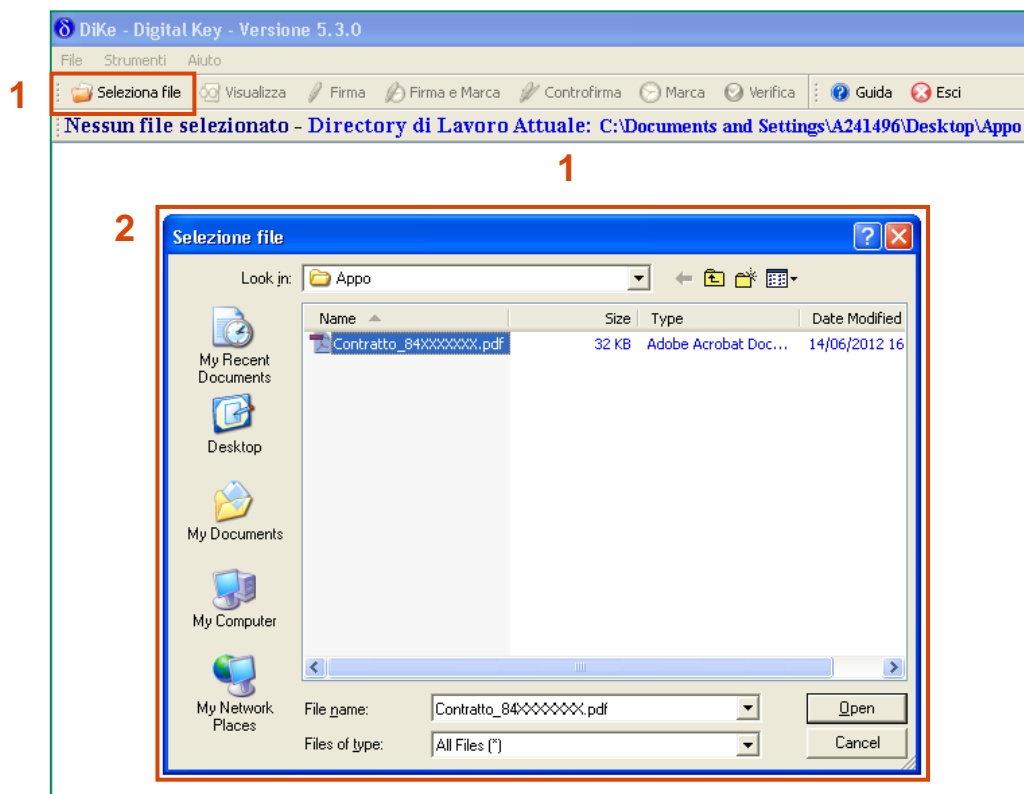 DiKe - Digital Key - Versione 5.3.0
File Strumenti Aiuto
1 Seleziona file Visualizza Firma Firma e Marca Controfirma Marca Verifica Guida Esci
Nessun file selezionato - Directory di Lavoro Attuale: C:\Documents and Settings\A241496\Desktop\Appo
1
2
Selezione file
Look in: Appo
Name Size Type Date Modified
Contratto_84XXXXXXX.pdf 32 KB Adobe Acrobat Doc... 14/06/2012 16
My Recent
Documents
Desktop
My Documents
My Computer
My Network
Places
File name: Contratto_84XXXXXXX.pdf Open
Files of type: All Files (*) Cancel